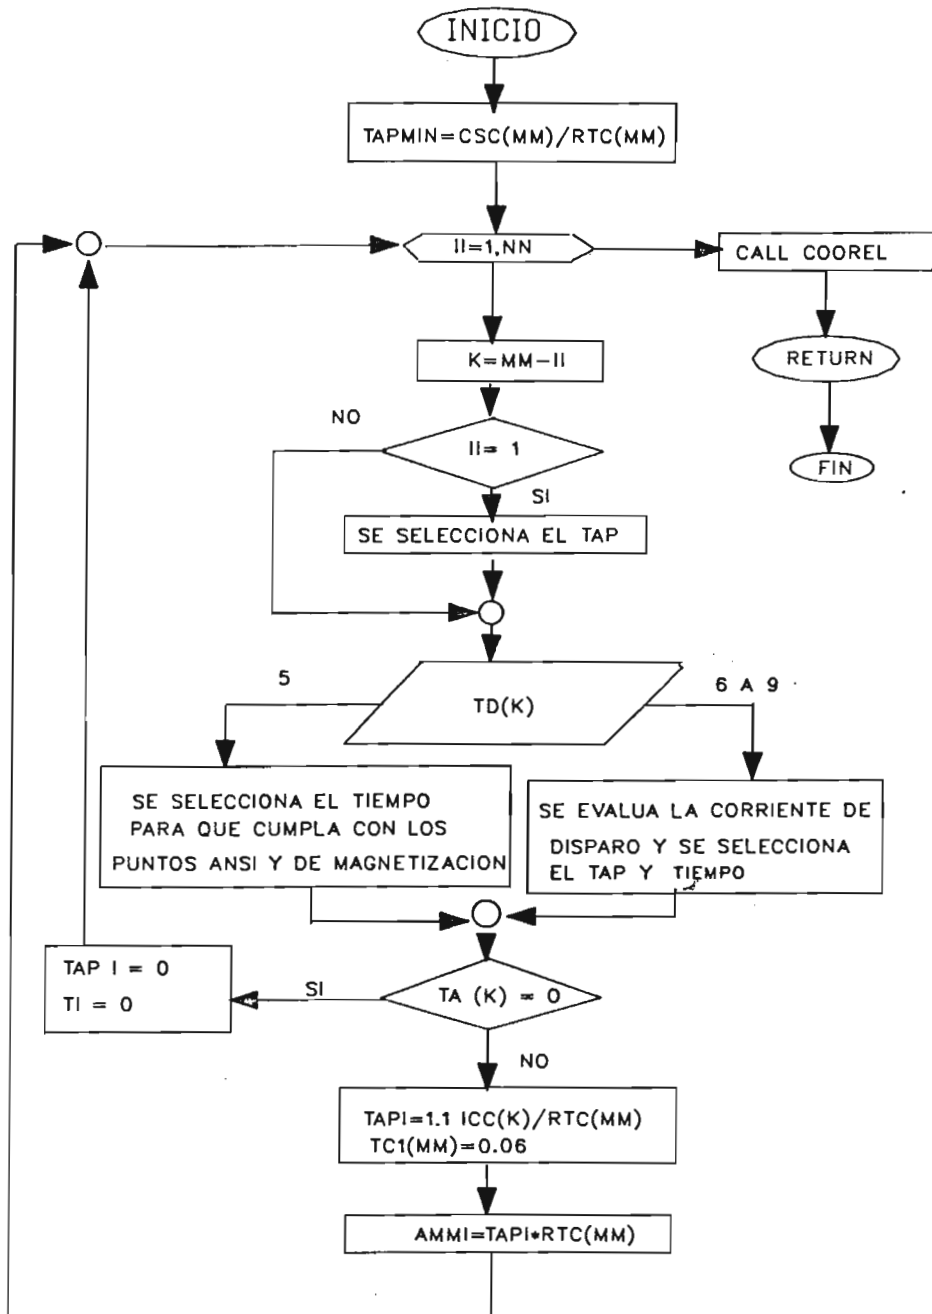 INICIO
TAPMIN=CSC(MM)/RTC(MM)
II=1,NN
CALL COOREL
K=MM-II
RETURN
NO
II= 1
FIN
SI
SE SELECCIONA EL TAP
5
TD(K)
6 A 9
SE SELECCIONA EL TIEMPO
PARA QUE CUMPLA CON LOS
PUNTOS ANSI Y DE MAGNETIZACION
SE EVALUA LA CORRIENTE DE
DISPARO Y SE SELECCIONA
EL TAP Y TIEMPO
TAP I = 0
TI = 0
SI
TA (K) = 0
NO
TAPI=1.1 ICC(K)/RTC(MM)
TC1(MM)=0.06
AMMI=TAPI*RTC(MM)